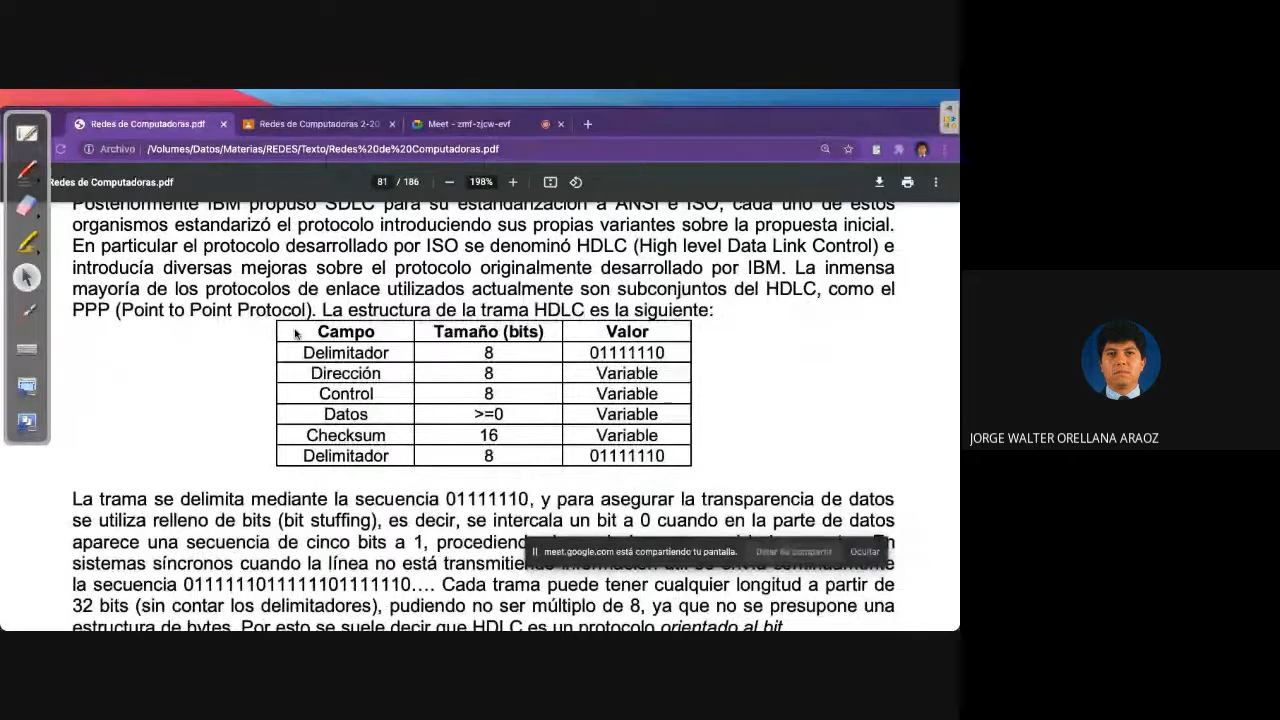 Redes de Computadoras.pdf
Redes de Computadoras 2-20
Meet - zmf-zjcw-evf
Archivo /Volumes/Datos/Materias/REDES/Texto/Redes%20de%20Computadoras.pdf
Redes de Computadoras.pdf 81 / 186 198%
Posteriormente IBM propuso SDLC para su estandarización a ANSI e ISO, cada uno de estos
organismos estandarizó el protocolo introduciendo sus propias variantes sobre la propuesta inicial.
En particular el protocolo desarrollado por ISO se denominó HDLC (High level Data Link Control) e
introducía diversas mejoras sobre el protocolo originalmente desarrollado por IBM. La inmensa
mayoría de los protocolos de enlace utilizados actualmente son subconjuntos del HDLC, como el
PPP (Point to Point Protocol). La estructura de la trama HDLC es la siguiente:
Campo Tamaño (bits) Valor
Delimitador 8 01111110
Dirección 8 Variable
Control 8 Variable
Datos >=0 Variable
Checksum 16 Variable
Delimitador 8 01111110
La trama se delimita mediante la secuencia 01111110, y para asegurar la transparencia de datos
se utiliza relleno de bits (bit stuffing), es decir, se intercala un bit a 0 cuando en la parte de datos
aparece una secuencia de cinco bits a 1, procediendo
meet.google.com está compartiendo tu pantalla. Dejar de compartir Ocultar
En
sistemas síncronos cuando la línea no está transmitiendo
la secuencia 01111111011111101111110.... Cada trama puede tener cualquier longitud a partir de
32 bits (sin contar los delimitadores), pudiendo no ser múltiplo de 8, ya que no se presupone una
estructura de bytes. Por esto se suele decir que HDLC es un protocolo orientado al bit
JORGE WALTER ORELLANA ARAOZ